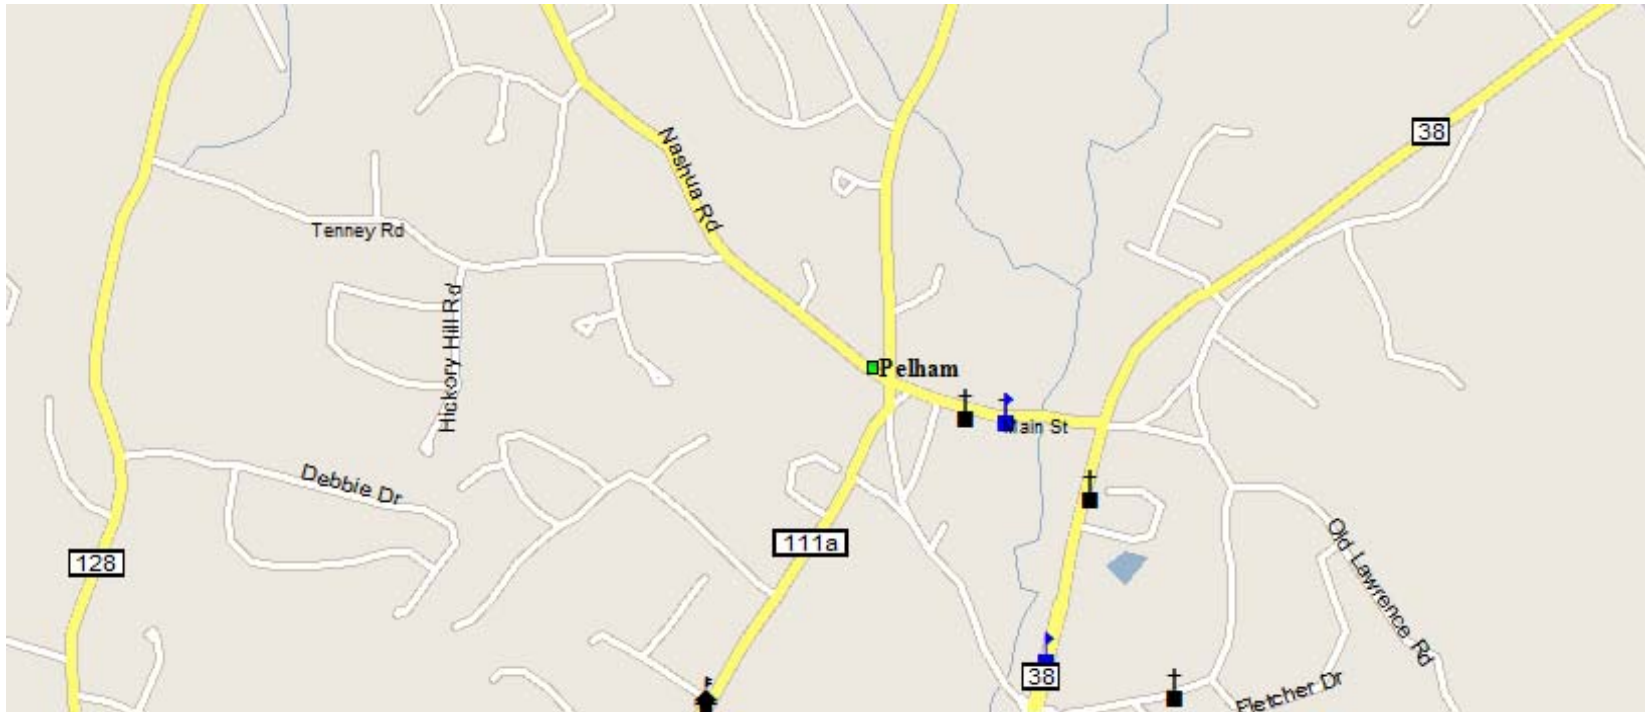 38
Nashua Rd
Tenney Rd
Hickory Hill Rd
Pelham
Main St
Debbie Dr
111a
128
Old Lawrence Rd
38
Fletcher Dr